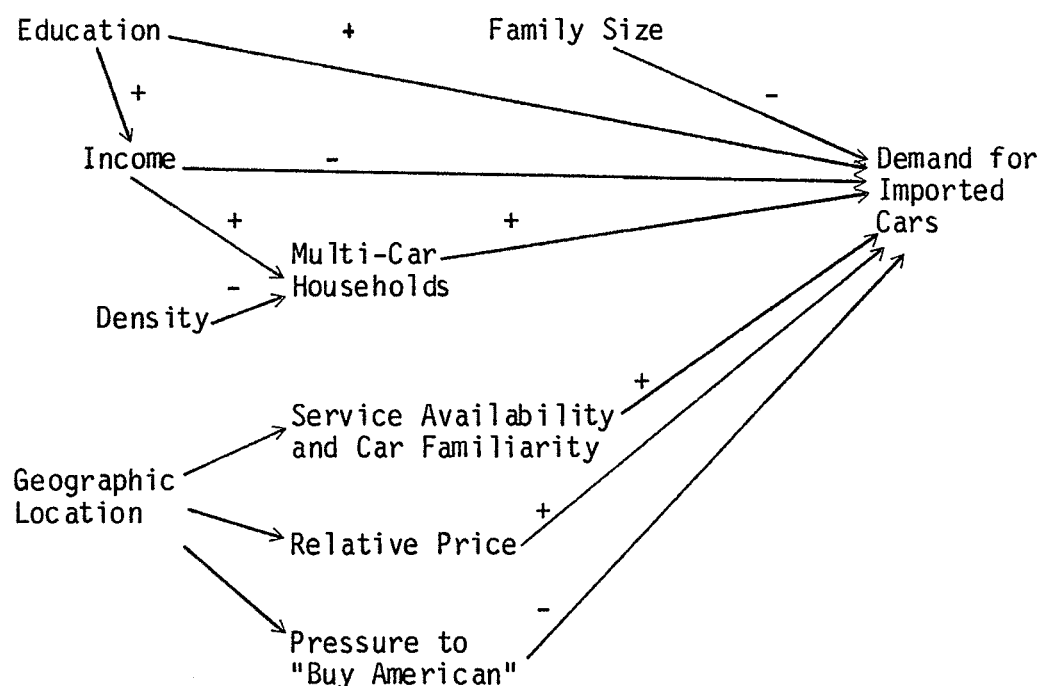 Education
+
Family Size
+
-
Income
-
Demand for
Imported
Cars
+
+
Multi-Car
Households
-
Density
+
Service Availability
and Car Familiarity
Geographic
Location
+
Relative Price
-
Pressure to
"Buy American"